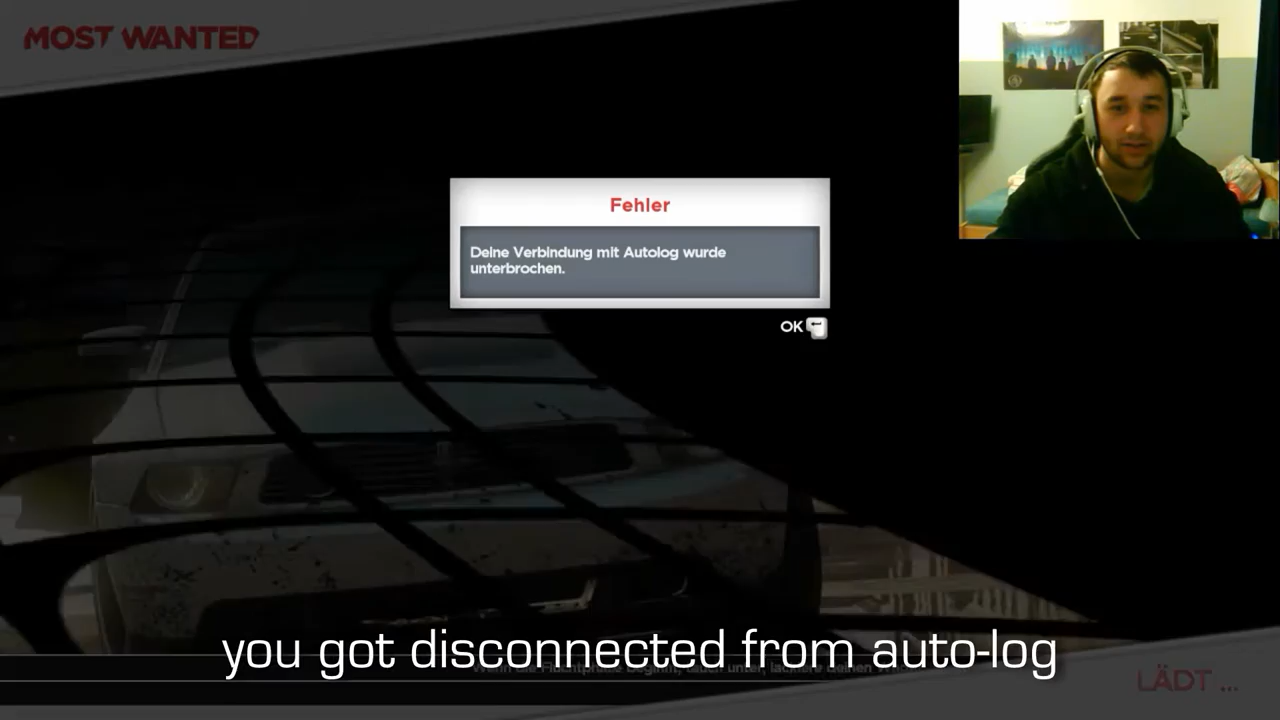 MOST WANTED
Fehler
Deine Verbindung mit Autolog wurde
unterbrochen.
OK
you got disconnected from auto-log
LÄDT ...